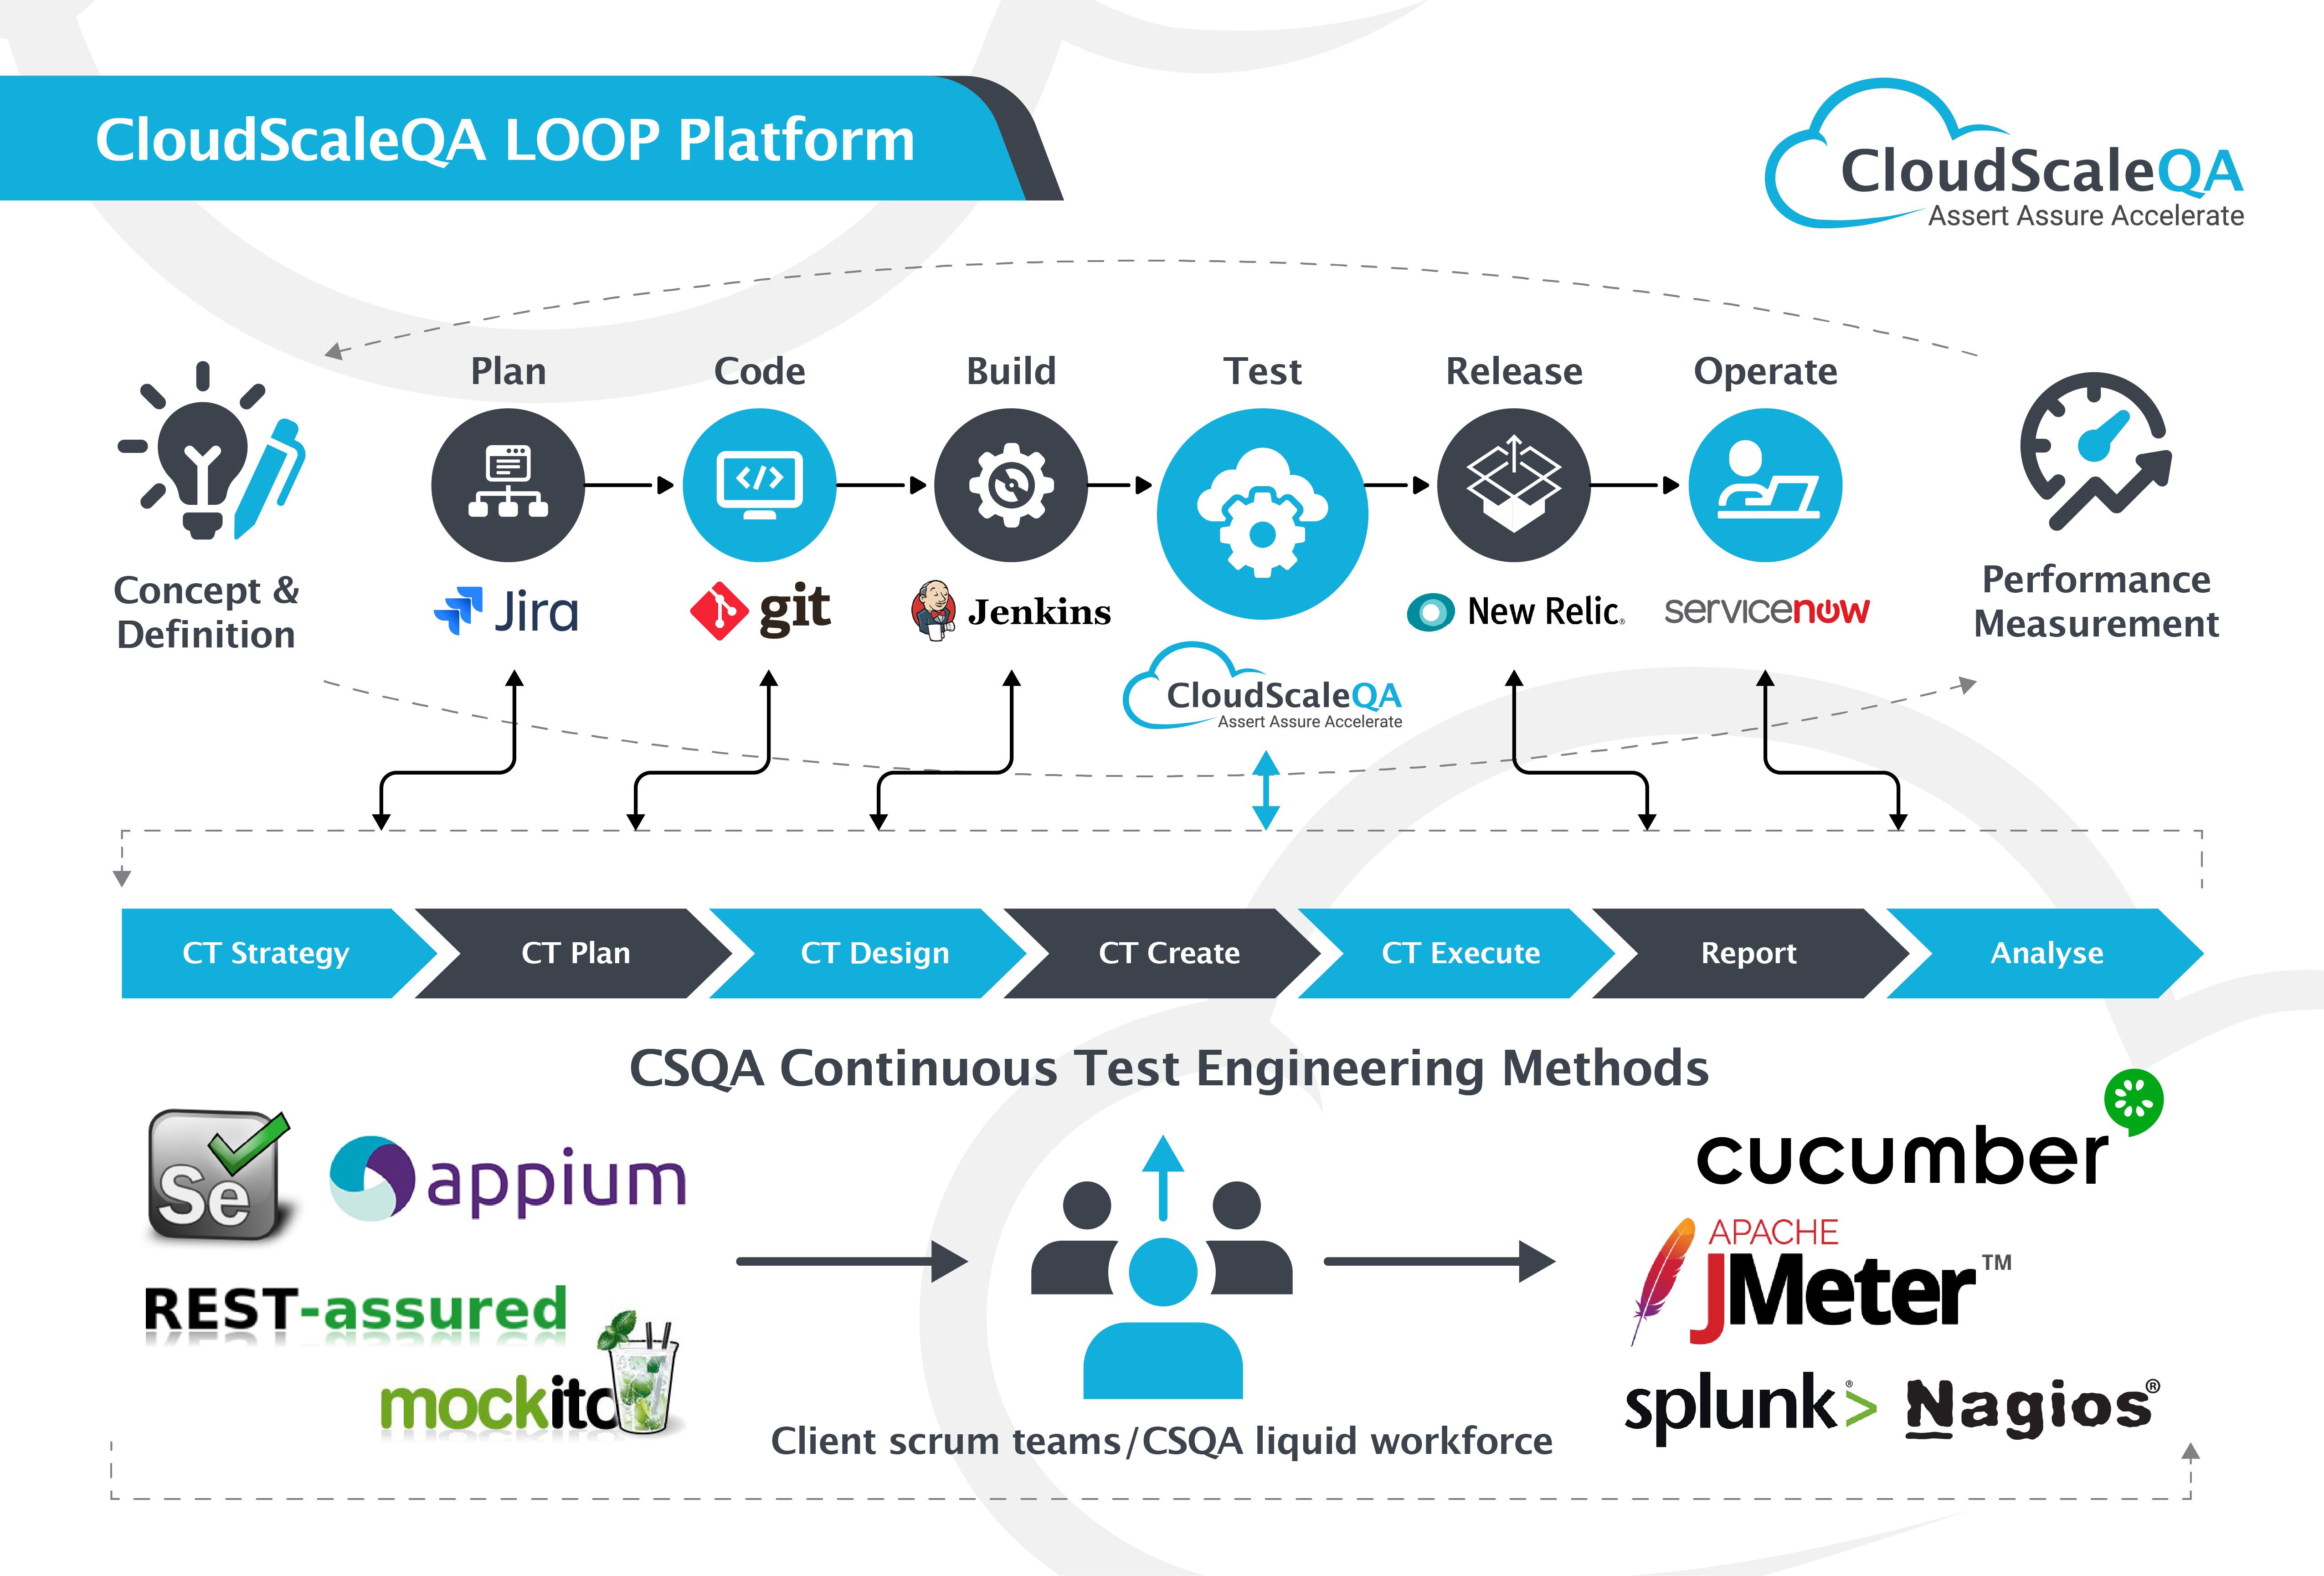 CloudScaleQA LOOP Platform
CloudScaleQA
Assert Assure Accelerate
Plan
Code
Build
Test
Release
Operate
</>
Concept &
Definition
Jira
git
Jenkins
New Relic®
servicenow
Performance
Measurement
CloudScaleQA
Assert Assure Accelerate
CT Strategy
CT Plan
CT Design
CT Create
CT Execute
Report
Analyse
CSQA Continuous Test Engineering Methods
Se
appium
REST-assured
mockito
Client scrum teams/CSQA liquid workforce
cucumber
APACHE
JMeter™
splunk®>
Nagios®